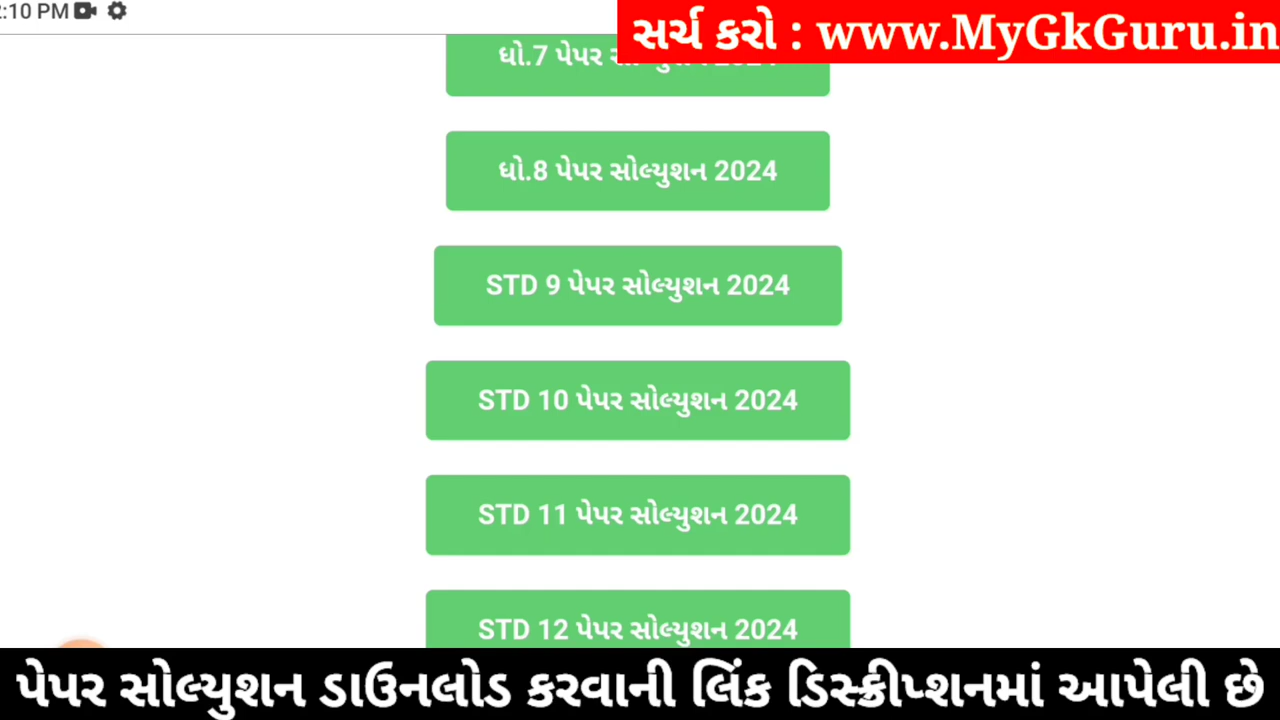 :10 PM
સર્ચ કરો : www.MyGkGuru.in
ધો.7 પેપર
ધો.8 પેપર સોલ્યુશન 2024
STD 9 પેપર સોલ્યુશન 2024
STD 10 પેપર સોલ્યુશન 2024
STD 11 પેપર સોલ્યુશન 2024
STD 12 પેપર સોલ્યુશન 2024
પેપર સોલ્યુશન ડાઉનલોડ કરવાની લિંક ડિસ્ક્રીપ્શનમાં આપેલી છે